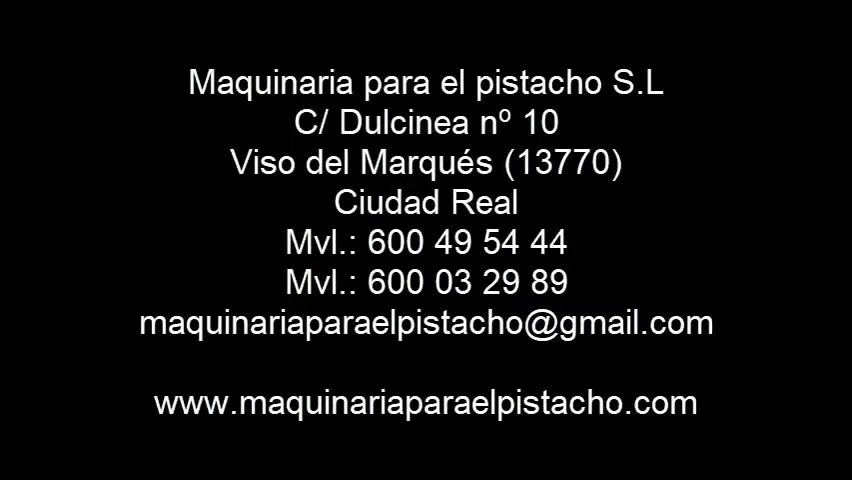 Maquinaria para el pistacho S.L
C/ Dulcinea nº 10
Viso del Marqués (13770)
Ciudad Real
Mvl.: 600 49 54 44
Mvl.: 600 03 29 89
maquinariaparaelpistacho@gmail.com
www.maquinariaparaelpistacho.com